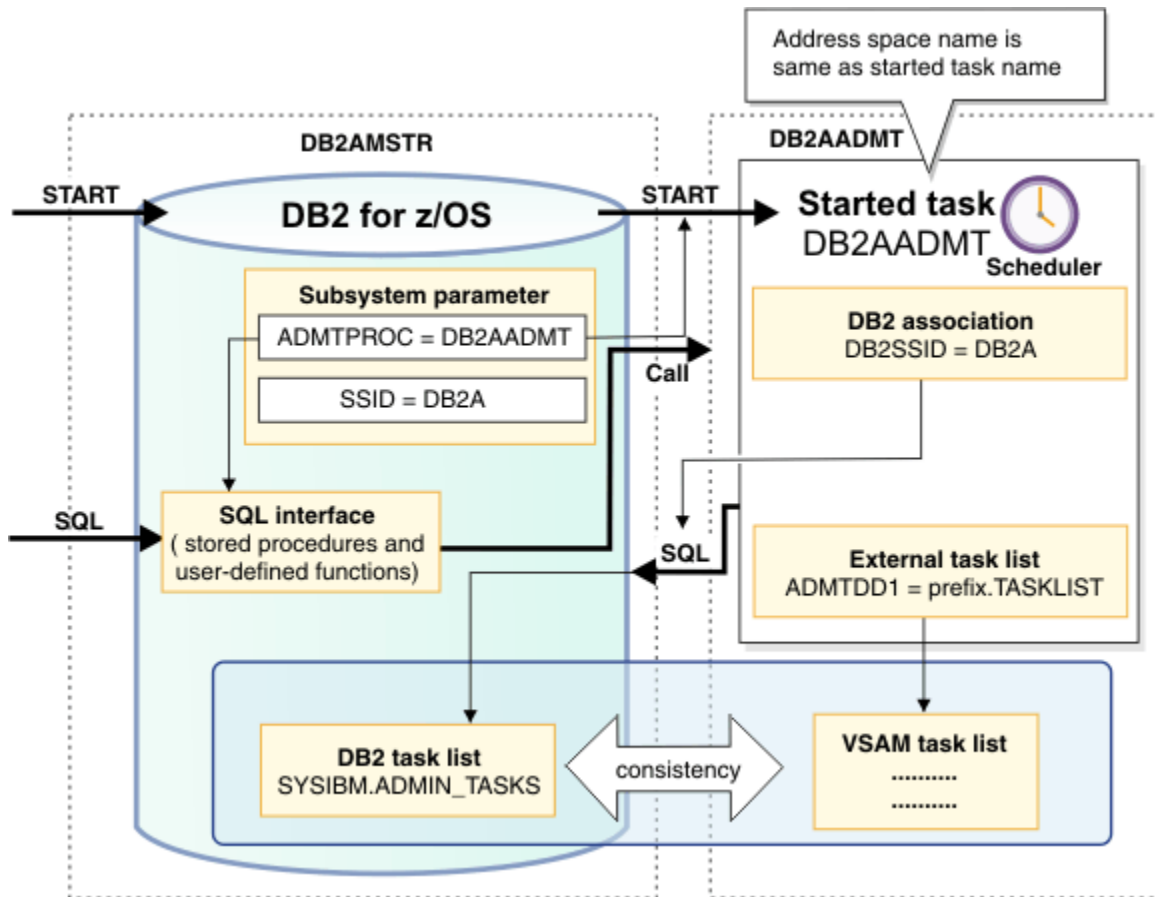 Address space name is
same as started task name
DB2AMSTR
DB2AADMT
START
DB2 for z/OS
START
Started task
DB2AADMT
Scheduler
Subsystem parameter
ADMTPROC = DB2AADMT
SSID = DB2A
Call
DB2 association
DB2SSID = DB2A
SQL
SQL interface
( stored procedures and
user-defined functions)
SQL
External task list
ADMTDD1 = prefix.TASKLIST
DB2 task list
SYSIBM.ADMIN_TASKS
consistency
VSAM task list
..........
..........